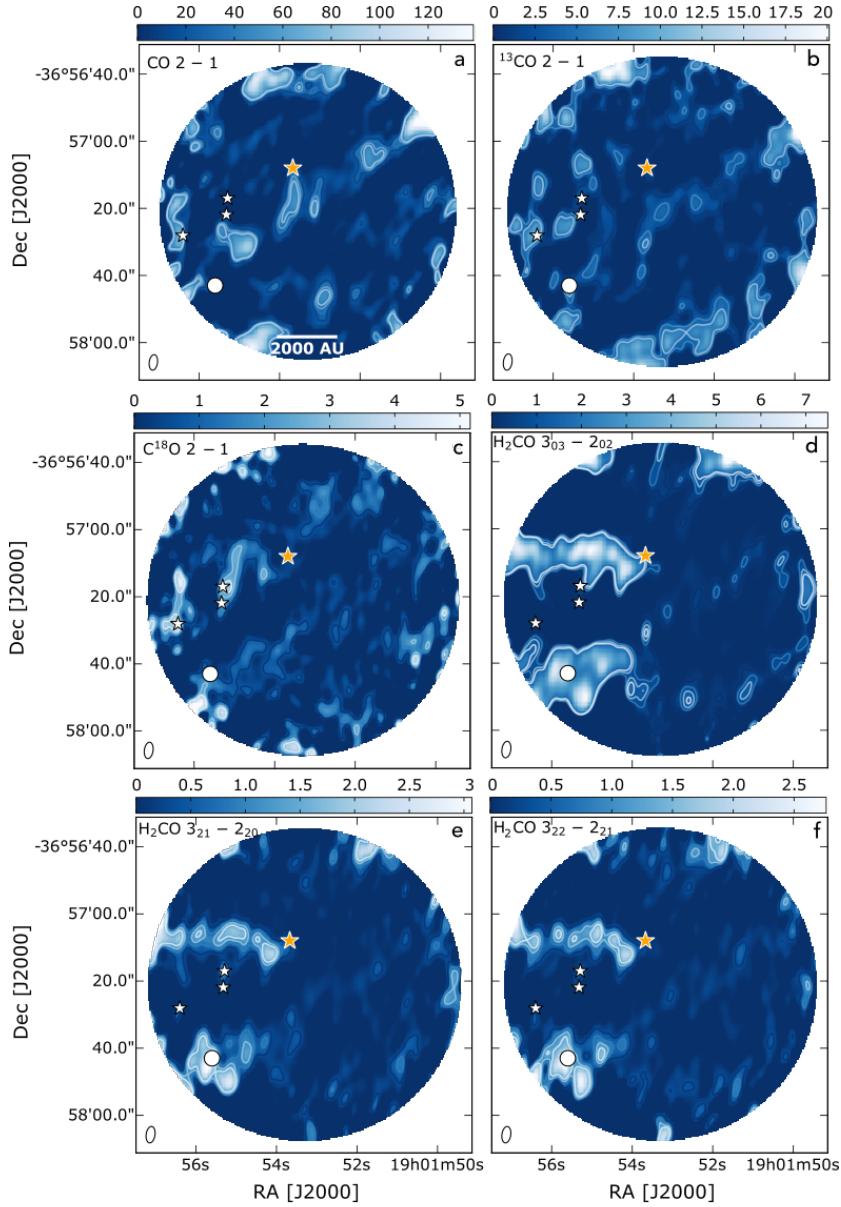 0 20 40 60 80 100 120
0.0 2.5 5.0 7.5 10.0 12.5 15.0 17.5 20.0
CO 2 − 1 a
¹³CO 2 − 1 b
-36°56'40.0"
57'00.0"
20.0"
40.0"
58'00.0"
Dec [J2000]
2000 AU
0 1 2 3 4 5
0 1 2 3 4 5 6 7
C¹⁸O 2 − 1 c
H₂CO 3₀₃ − 2₀₂ d
-36°56'40.0"
57'00.0"
20.0"
40.0"
58'00.0"
Dec [J2000]
0 0.5 1.0 1.5 2.0 2.5 3
0 0.5 1.0 1.5 2.0 2.5
H₂CO 3₂₁ − 2₂₀ e
H₂CO 3₂₂ − 2₂₁ f
-36°56'40.0"
57'00.0"
20.0"
40.0"
58'00.0"
Dec [J2000]
56s 54s 52s 19h01m50s
56s 54s 52s 19h01m50s
RA [J2000]
RA [J2000]